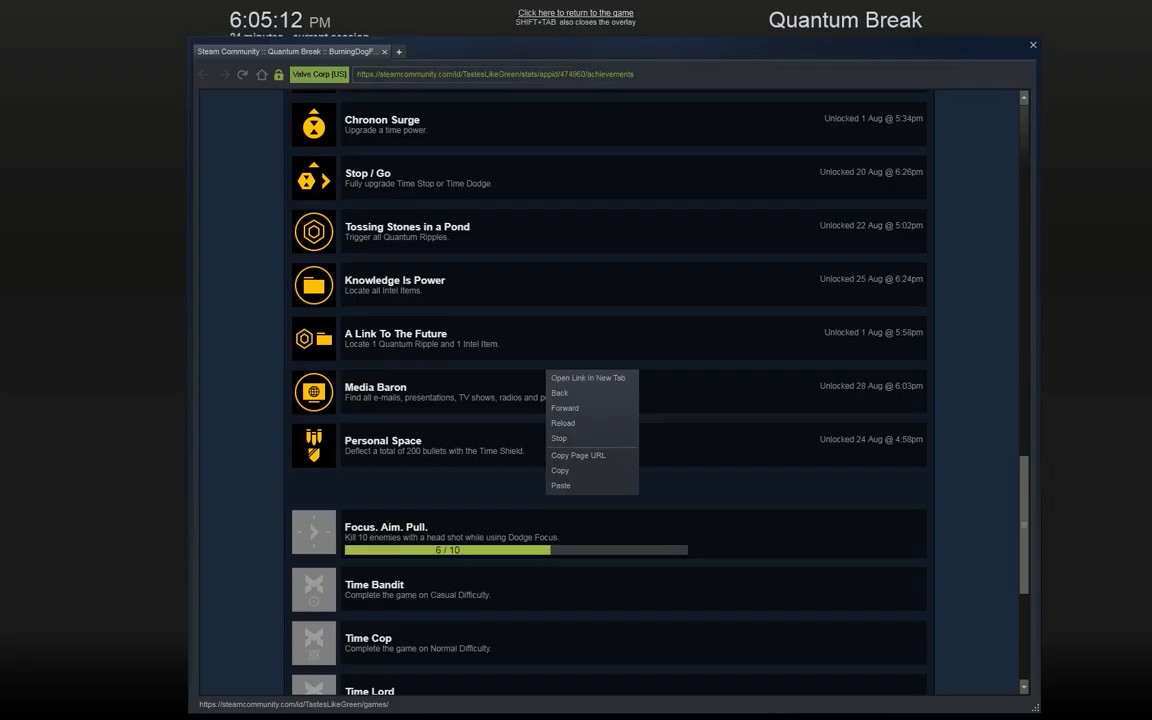 6:05:12 PM
24 minutes - current session
Click here to return to the game
SHIFT+TAB also closes the overlay
Quantum Break
Steam Community :: Quantum Break :: BurningDogF...
Valve Corp [US]
https://steamcommunity.com/id/TastesLikeGreen/stats/appid/474960/achievements
Chronon Surge
Unlocked 1 Aug @ 5:34pm
Upgrade a time power.
Stop / Go
Unlocked 20 Aug @ 6:26pm
Fully upgrade Time Stop or Time Dodge.
Tossing Stones in a Pond
Unlocked 22 Aug @ 5:02pm
Trigger all Quantum Ripples.
Knowledge Is Power
Unlocked 25 Aug @ 6:24pm
Locate all Intel Items.
A Link To The Future
Unlocked 1 Aug @ 5:58pm
Locate 1 Quantum Ripple and 1 Intel Item.
Media Baron
Unlocked 28 Aug @ 6:03pm
Find all e-mails, presentations, TV shows, radios and
Personal Space
Unlocked 24 Aug @ 4:58pm
Deflect a total of 200 bullets with the Time Shield.
Open Link In New Tab
Back
Forward
Reload
Stop
Copy Page URL
Copy
Paste
Focus. Aim. Pull.
Kill 10 enemies with a head shot while using Dodge Focus.
6 / 10
Time Bandit
Complete the game on Casual Difficulty.
Time Cop
Complete the game on Normal Difficulty.
Time Lord
https://steamcommunity.com/id/TastesLikeGreen/games/